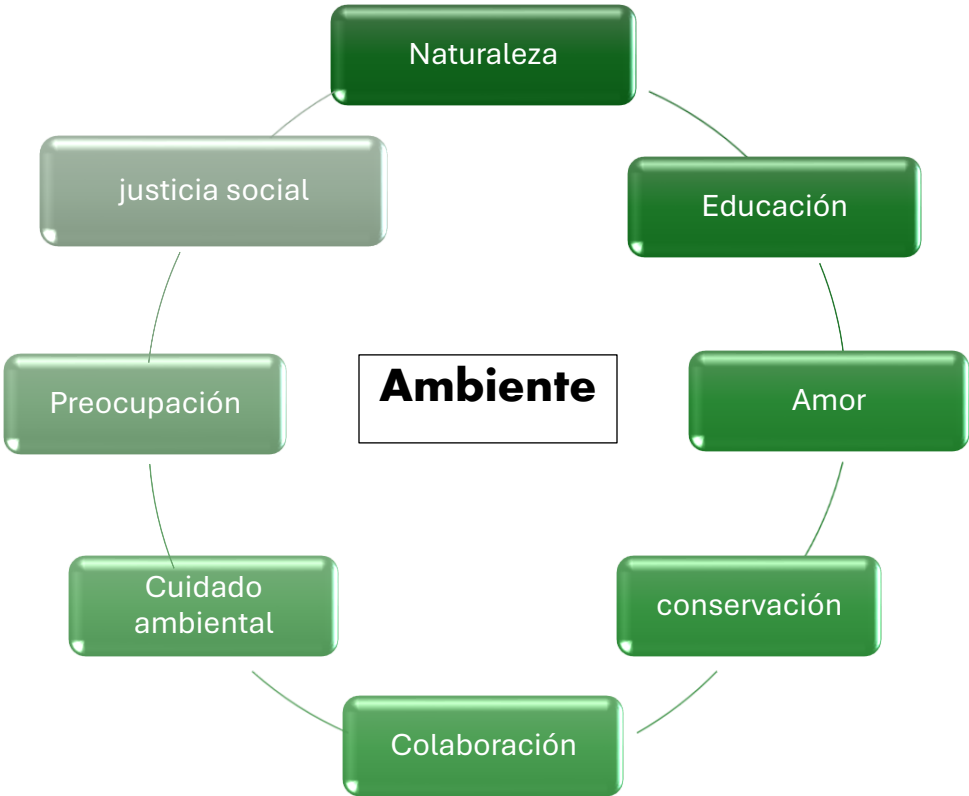 Naturaleza
Educación
Amor
conservación
Colaboración
Cuidado
ambiental
Preocupación
justicia social
Ambiente